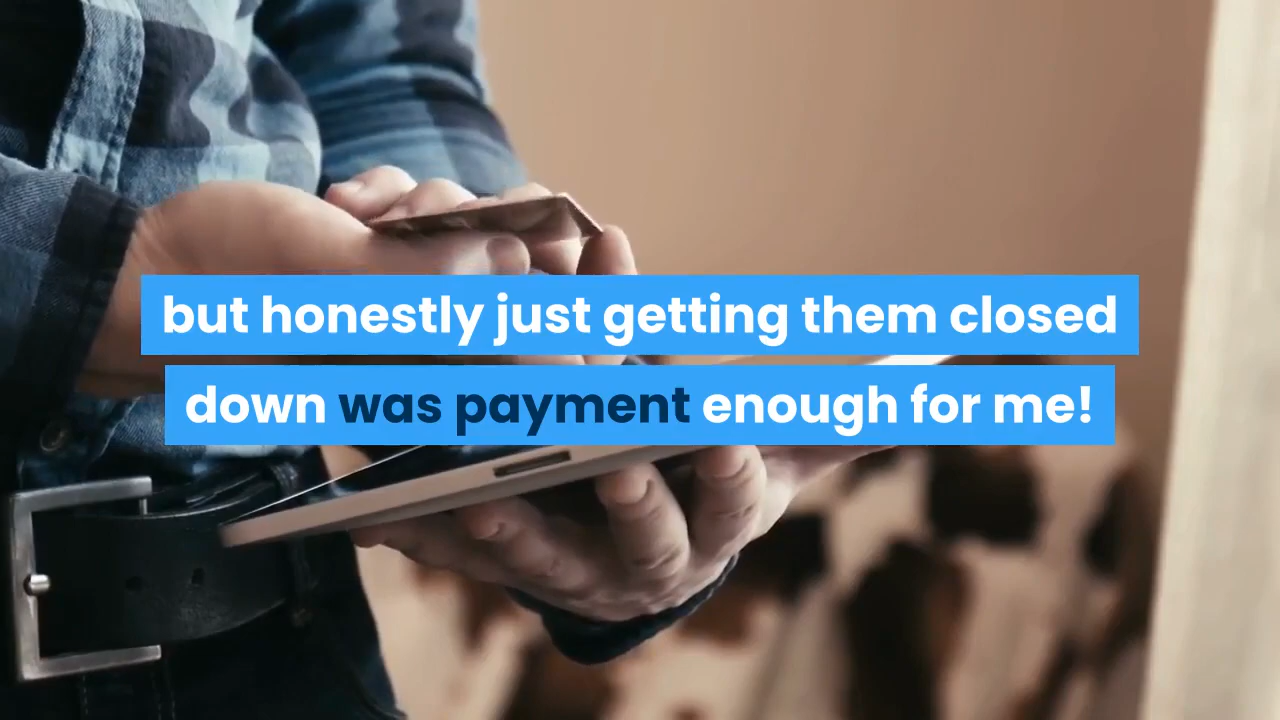 but honestly just getting them closed
down was payment enough for me!